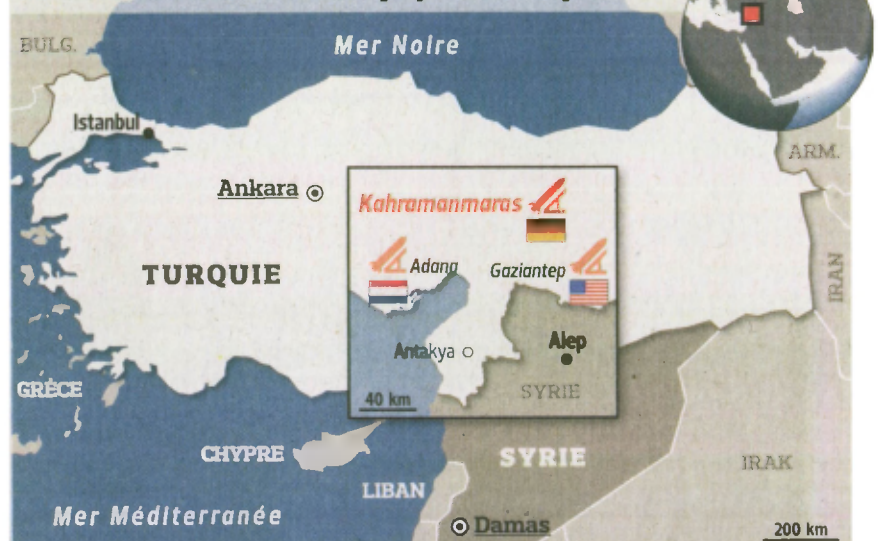 BULG.
Mer Noire
Istanbul
ARM.
Ankara
Kahramanmaras
TURQUIE
Adana
Gaziantep
IRAN
Antakya
Alep
GRÈCE
40 km
SYRIE
CHYPRE
SYRIE
IRAK
LIBAN
Mer Méditerranée
Damas
200 km